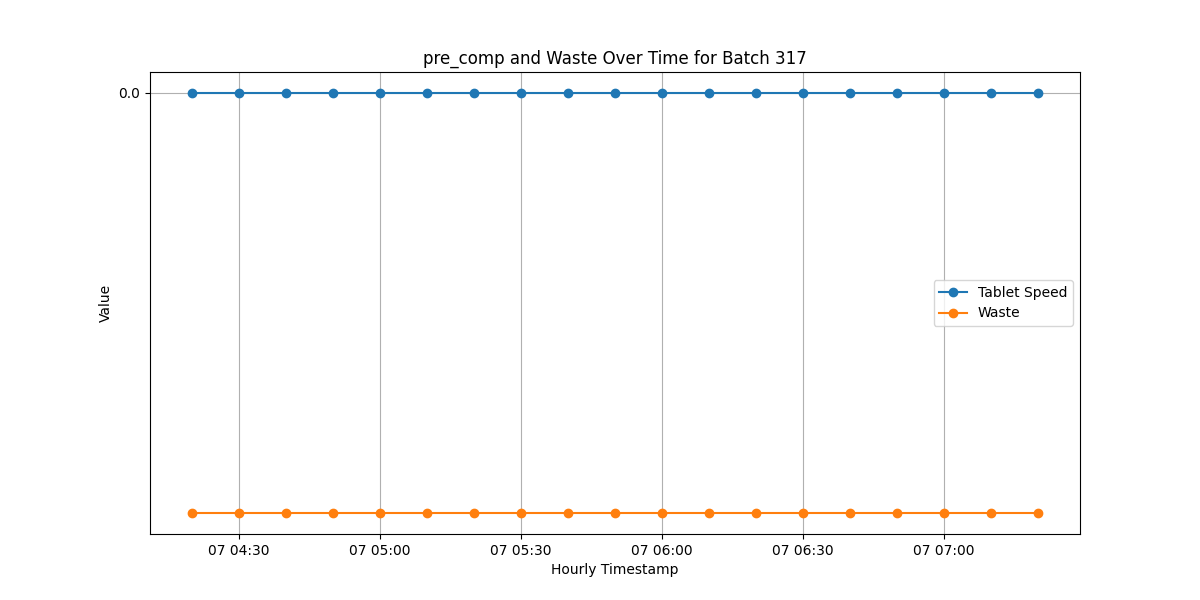 pre_comp and Waste Over Time for Batch 317
0.0
Value
Tablet Speed
Waste
07 04:30
07 05:00
07 05:30
07 06:00
07 06:30
07 07:00
Hourly Timestamp